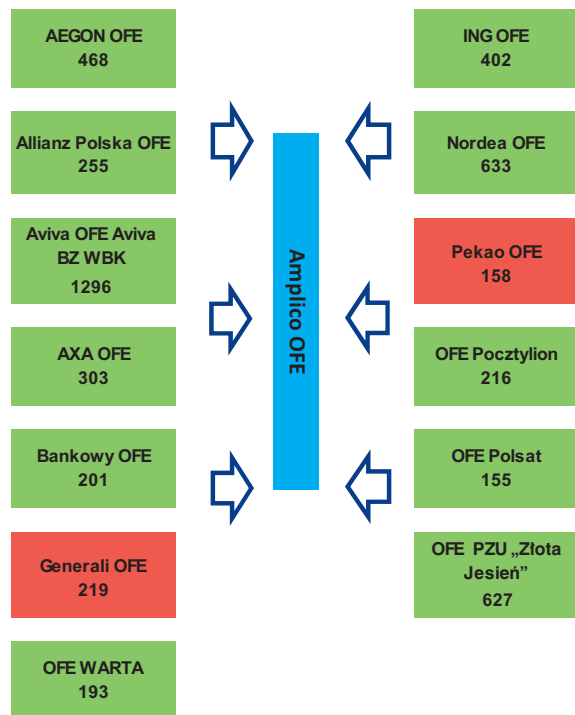 AEGON OFE
468
Allianz Polska OFE
255
Aviva OFE Aviva
BZ WBK
1296
AXA OFE
303
Bankowy OFE
201
Generali OFE
219
OFE WARTA
193
Amplico OFE
ING OFE
402
Nordea OFE
633
Pekao OFE
158
OFE Pocztylion
216
OFE Polsat
155
OFE PZU „Złota
Jesień”
627